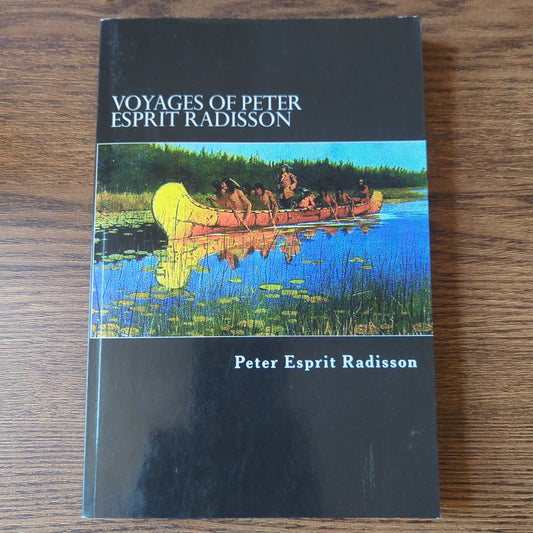 VOYAGES OF PETER
ESPRIT RADISSON
Peter Esprit Radisson